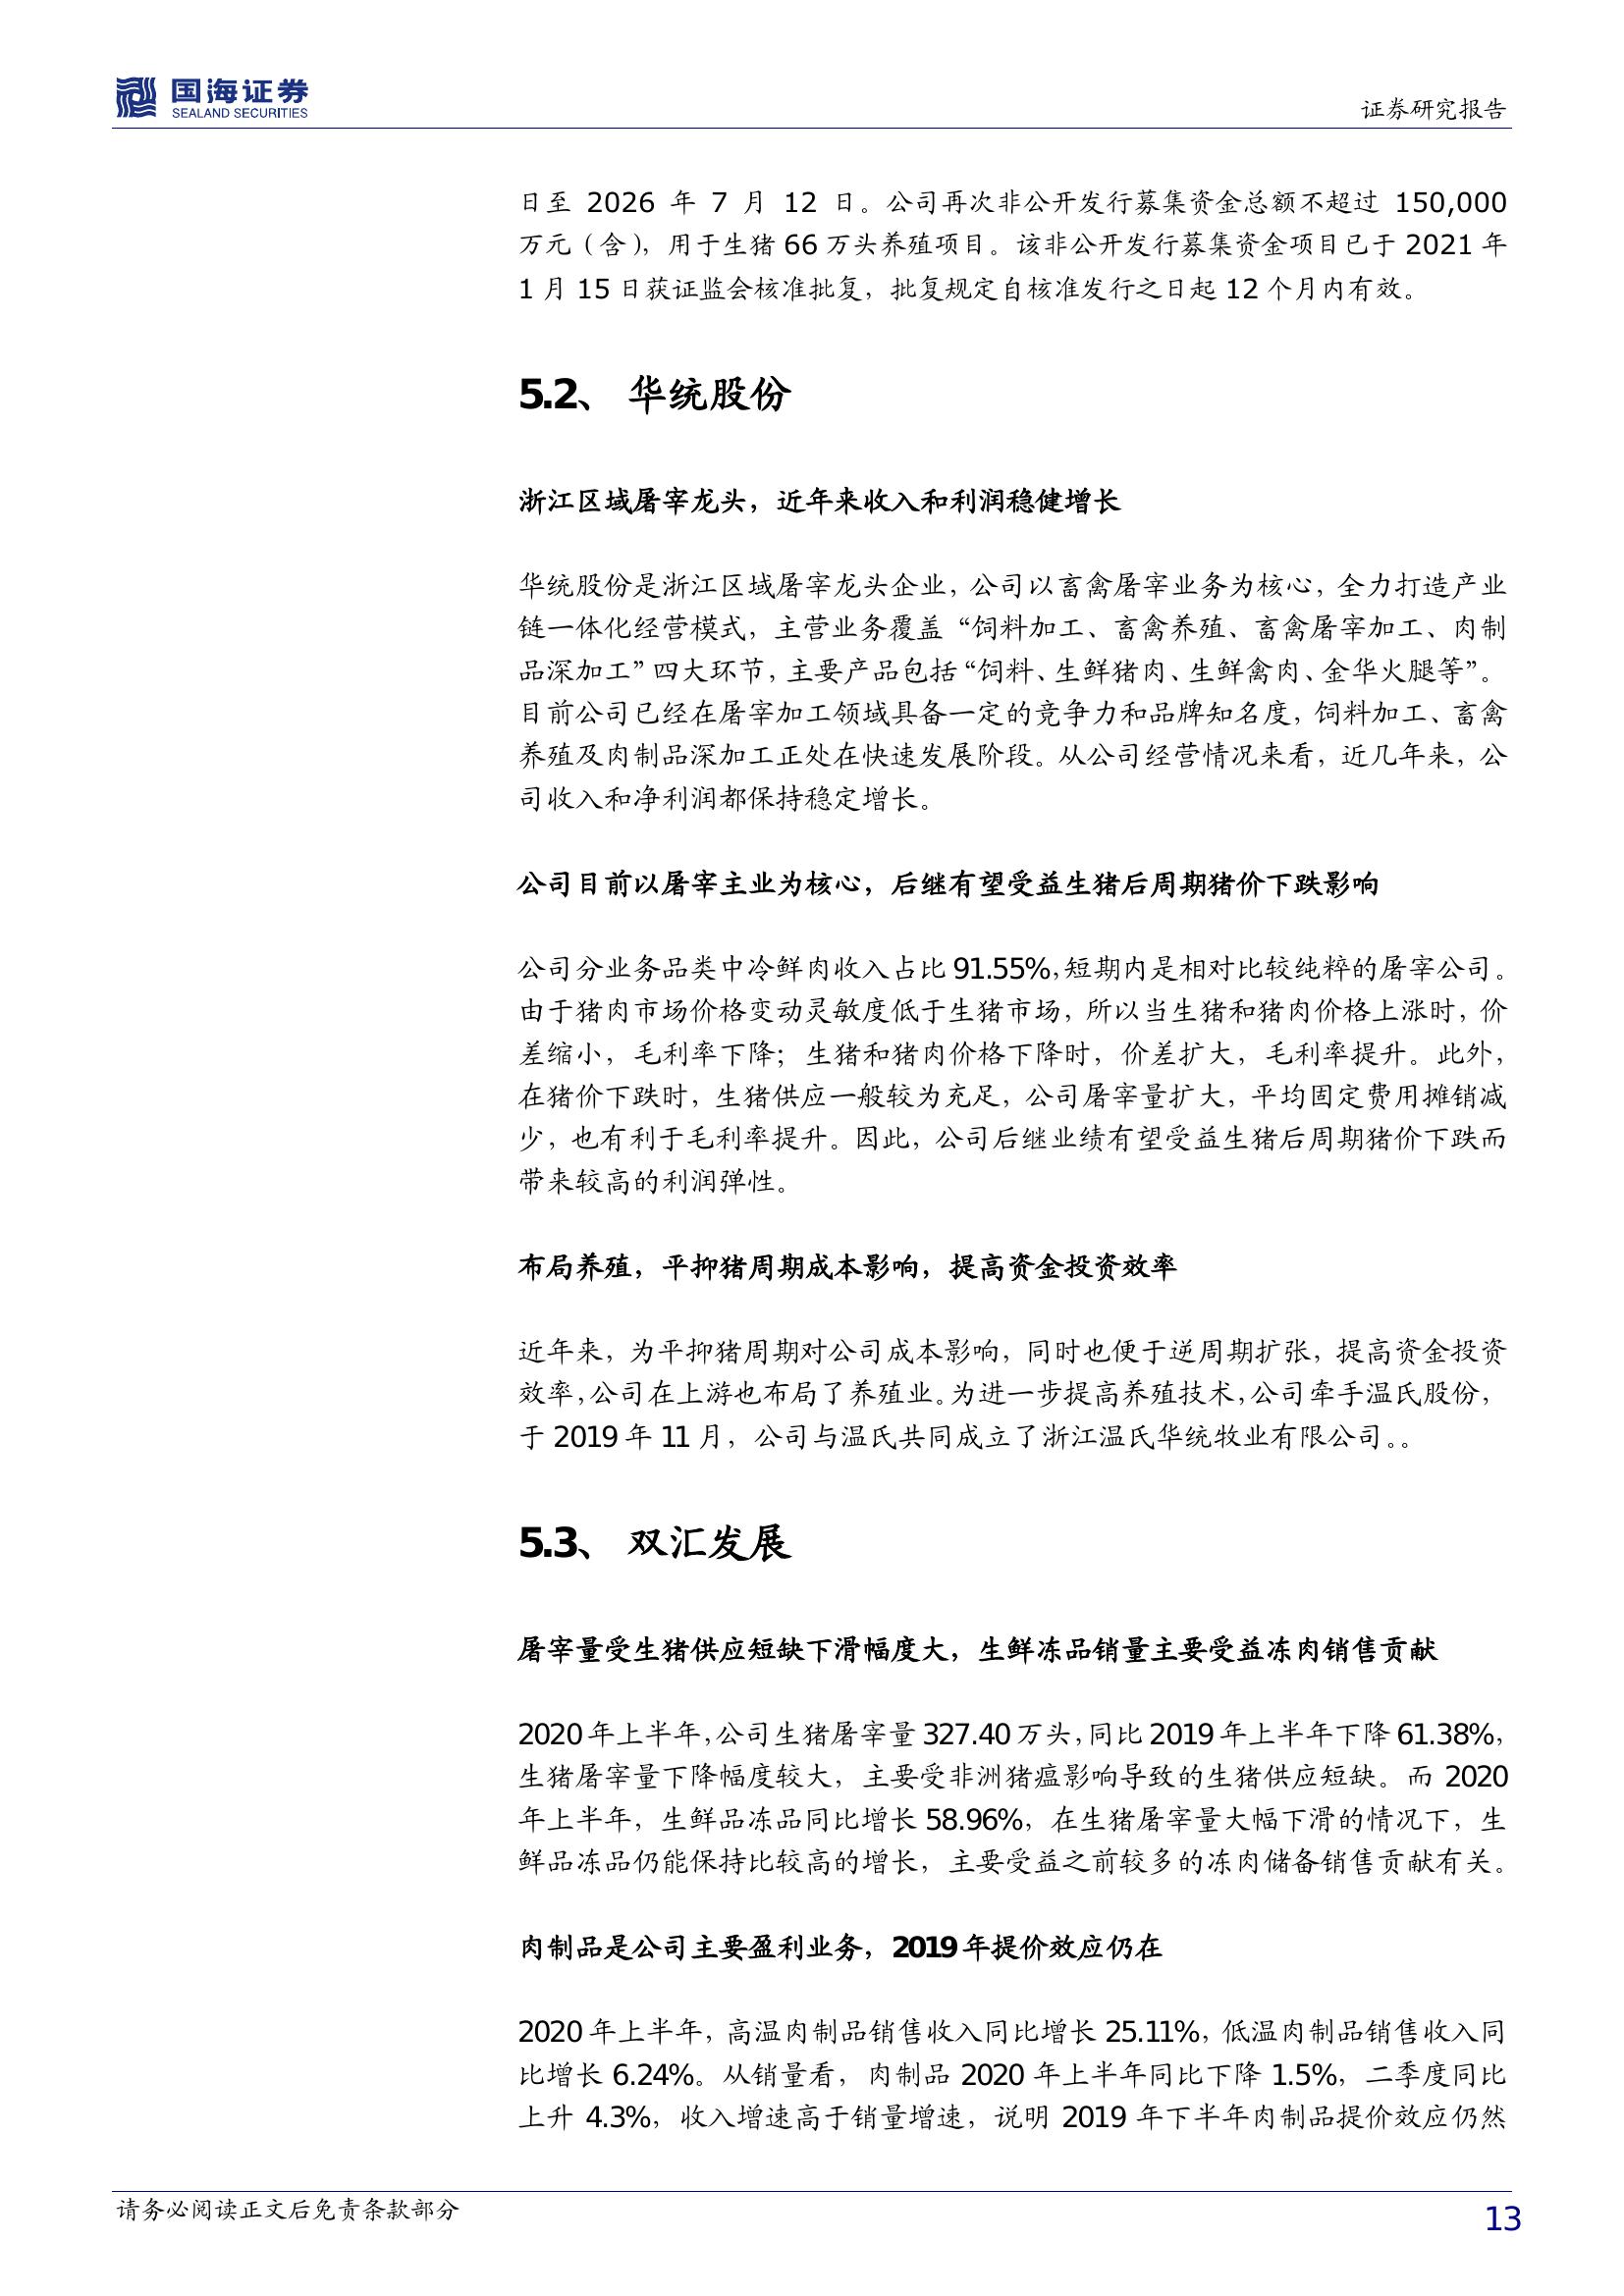 国海证券
SEALAND SECURITIES
证券研究报告
日至 2026 年 7 月 12 日。公司再次非公开发行募集资金总额不超过 150,000
万元（含），用于生猪 66 万头养殖项目。该非公开发行募集资金项目已于 2021 年
1 月 15 日获证监会核准批复，批复规定自核准发行之日起 12 个月内有效。
5.2、 华统股份
浙江区域屠宰龙头，近年来收入和利润稳健增长
华统股份是浙江区域屠宰龙头企业，公司以畜禽屠宰业务为核心，全力打造产业
链一体化经营模式，主营业务覆盖“饲料加工、畜禽养殖、畜禽屠宰加工、肉制
品深加工”四大环节，主要产品包括“饲料、生鲜猪肉、生鲜禽肉、金华火腿等”。
目前公司已经在屠宰加工领域具备一定的竞争力和品牌知名度，饲料加工、畜禽
养殖及肉制品深加工正处在快速发展阶段。从公司经营情况来看，近几年来，公
司收入和净利润都保持稳定增长。
公司目前以屠宰主业为核心，后继有望受益生猪后周期猪价下跌影响
公司分业务品类中冷鲜肉收入占比 91.55%，短期内是相对比较纯粹的屠宰公司。
由于猪肉市场价格变动灵敏度低于生猪市场，所以当生猪和猪肉价格上涨时，价
差缩小，毛利率下降；生猪和猪肉价格下降时，价差扩大，毛利率提升。此外，
在猪价下跌时，生猪供应一般较为充足，公司屠宰量扩大，平均固定费用摊销减
少，也有利于毛利率提升。因此，公司后继业绩有望受益生猪后周期猪价下跌而
带来较高的利润弹性。
布局养殖，平抑猪周期成本影响，提高资金投资效率
近年来，为平抑猪周期对公司成本影响，同时也便于逆周期扩张，提高资金投资
效率，公司在上游也布局了养殖业。为进一步提高养殖技术，公司牵手温氏股份，
于 2019 年 11 月，公司与温氏共同成立了浙江温氏华统牧业有限公司。。
5.3、 双汇发展
屠宰量受生猪供应短缺下滑幅度大，生鲜冻品销量主要受益冻肉销售贡献
2020 年上半年，公司生猪屠宰量 327.40 万头，同比 2019 年上半年下降 61.38%，
生猪屠宰量下降幅度较大，主要受非洲猪瘟影响导致的生猪供应短缺。而 2020
年上半年，生鲜品冻品同比增长 58.96%，在生猪屠宰量大幅下滑的情况下，生
鲜品冻品仍能保持比较高的增长，主要受益之前较多的冻肉储备销售贡献有关。
肉制品是公司主要盈利业务，2019 年提价效应仍在
2020 年上半年，高温肉制品销售收入同比增长 25.11%，低温肉制品销售收入同
比增长 6.24%。从销量看，肉制品 2020 年上半年同比下降 1.5%，二季度同比
上升 4.3%，收入增速高于销量增速，说明 2019 年下半年肉制品提价效应仍然
请务必阅读正文后免责条款部分
13